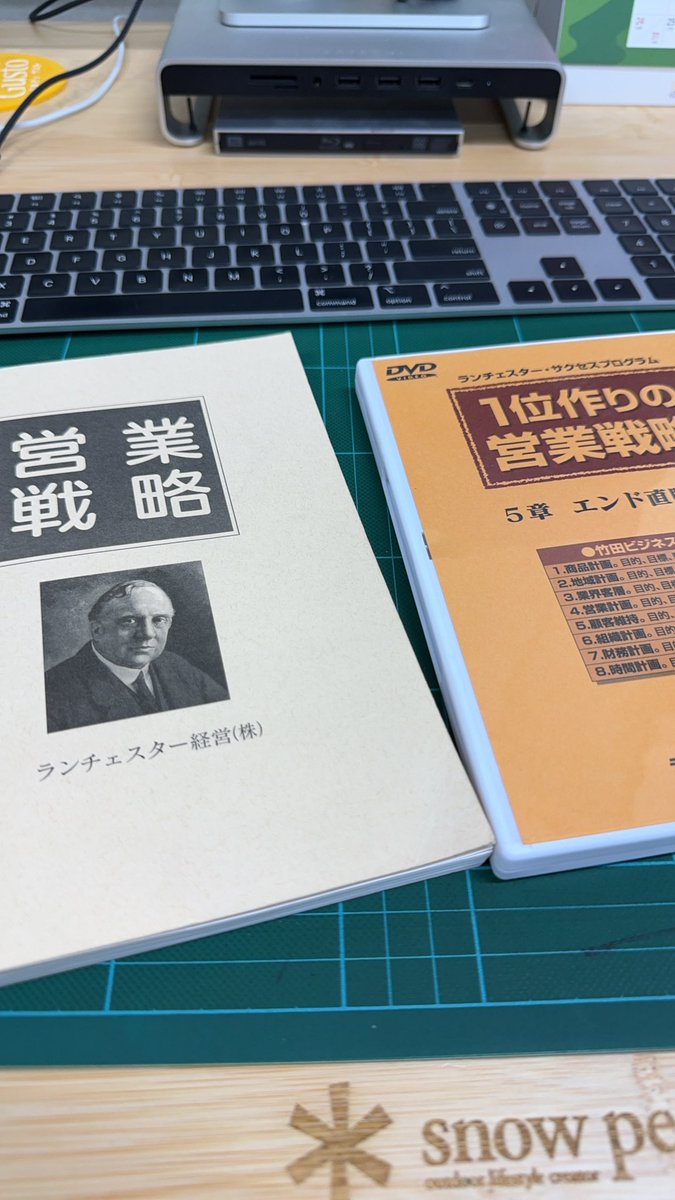 Gusto
DVD
VIDEO
ランチェスター・サクセスプログラム
1位作りの
営業戦略
5章 エンド直
●竹田ビジネス
1.商品計画。目的、目標、
2.地域計画。目的、目標
3.業界客層。目的、目標
4.営業計画。目的、目
5.顧客維持。目的、目
6.組織計画。目的、目
7.財務計画。目的、目
8.時間計画。目的、目
営業
戦略
ランチェスター経営(株)
E R T Y U I O P
D F G H J K L
X C V B N M
return
shift
command
option
control
snow pe
outdoor lifestyle creator